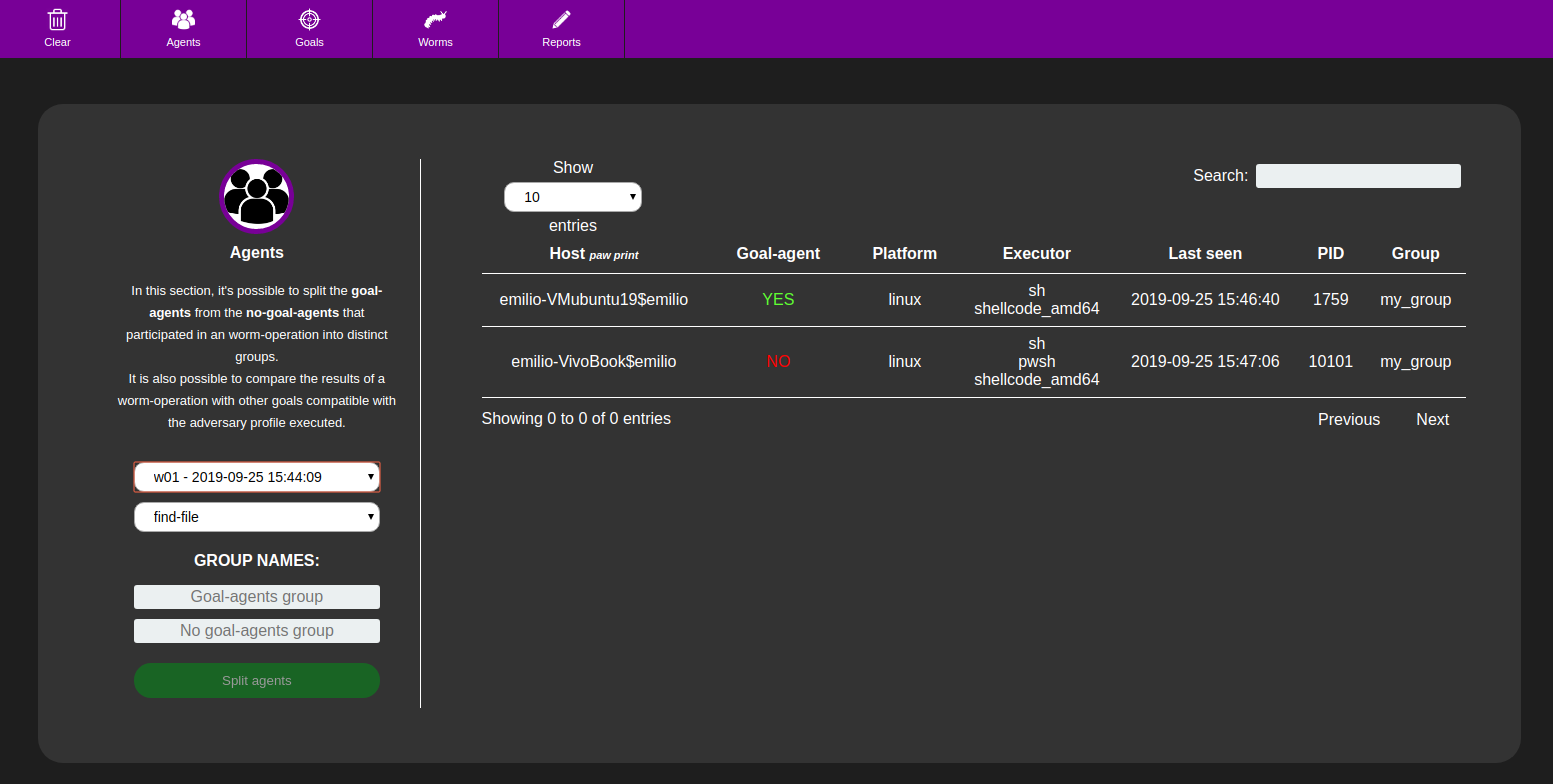 Clear Agents Goals Worms Reports
Agents
In this section, it's possible to split the goal-
agents from the no-goal-agents that
participated in an worm-operation into distinct
groups.
It is also possible to compare the results of a
worm-operation with other goals compatible with
the adversary profile executed.
w01 - 2019-09-25 15:44:09
find-file
GROUP NAMES:
Goal-agents group
No goal-agents group
Split agents
Show
10
entries
Search:
Host paw print Goal-agent Platform Executor Last seen PID Group
emilio-VMubuntu19$emilio YES linux sh 2019-09-25 15:46:40 1759 my_group
shellcode_amd64
sh
emilio-VivoBook$emilio NO linux pwsh 2019-09-25 15:47:06 10101 my_group
shellcode_amd64
Showing 0 to 0 of 0 entries Previous Next